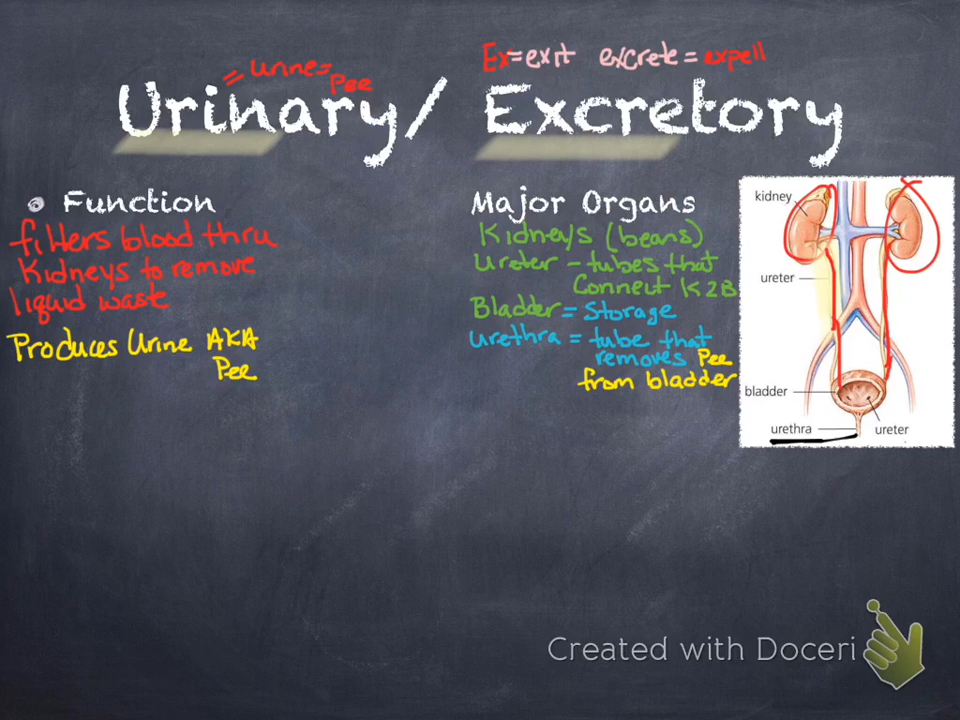 Ex=exit excrete = expell
= Urine=
Pee
Urinary/ Excretory
Function
filters blood thru
Kidneys to remove
liquid waste
Produces Urine AKA
Pee
Major Organs
Kidneys (beans)
Ureter - tubes that
Connect K2B
Bladder = Storage
Urethra = tube that
removes Pee
from bladder
kidney
ureter
bladder
urethra
ureter
Created with Doceri